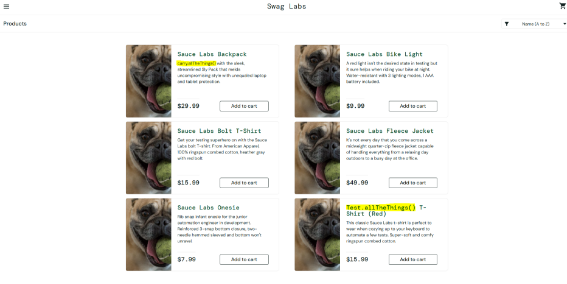 Swag Labs
Products
Name (A to Z)
Sauce Labs Backpack
carry.allTheThings() with the sleek,
streamlined Sly Pack that melds
uncompromising style with unequaled laptop
and tablet protection.
$29.99
Add to cart
Sauce Labs Bike Light
A red light isn't the desired state in testing but
it sure helps when riding your bike at night.
Water-resistant with 3 lighting modes, 1 AAA
battery included.
$9.99
Add to cart
Sauce Labs Bolt T-Shirt
Get your testing superhero on with the Sauce
Labs bolt T-shirt. From American Apparel,
100% ringspun combed cotton, heather gray
with red bolt.
$15.99
Add to cart
Sauce Labs Fleece Jacket
It's not every day that you come across a
midweight quarter-zip fleece jacket capable
of handling everything from a relaxing day
outdoors to a busy day at the office.
$49.99
Add to cart
Sauce Labs Onesie
Rib snap infant onesie for the junior
automation engineer in development.
Reinforced 3-snap bottom closure, two-
needle hemmed sleeved and bottom won't
unravel.
$7.99
Add to cart
Test.allTheThings() T-
Shirt (Red)
This classic Sauce Labs t-shirt is perfect to
wear when cozying up to your keyboard to
automate a few tests. Super-soft and comfy
ringspun combed cotton.
$15.99
Add to cart